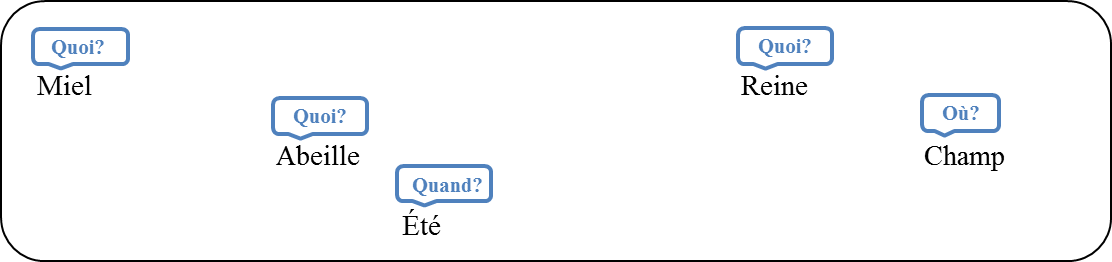 Quoi?
Miel
Quoi?
Abeille
Quand?
Été
Quoi?
Reine
Où?
Champ